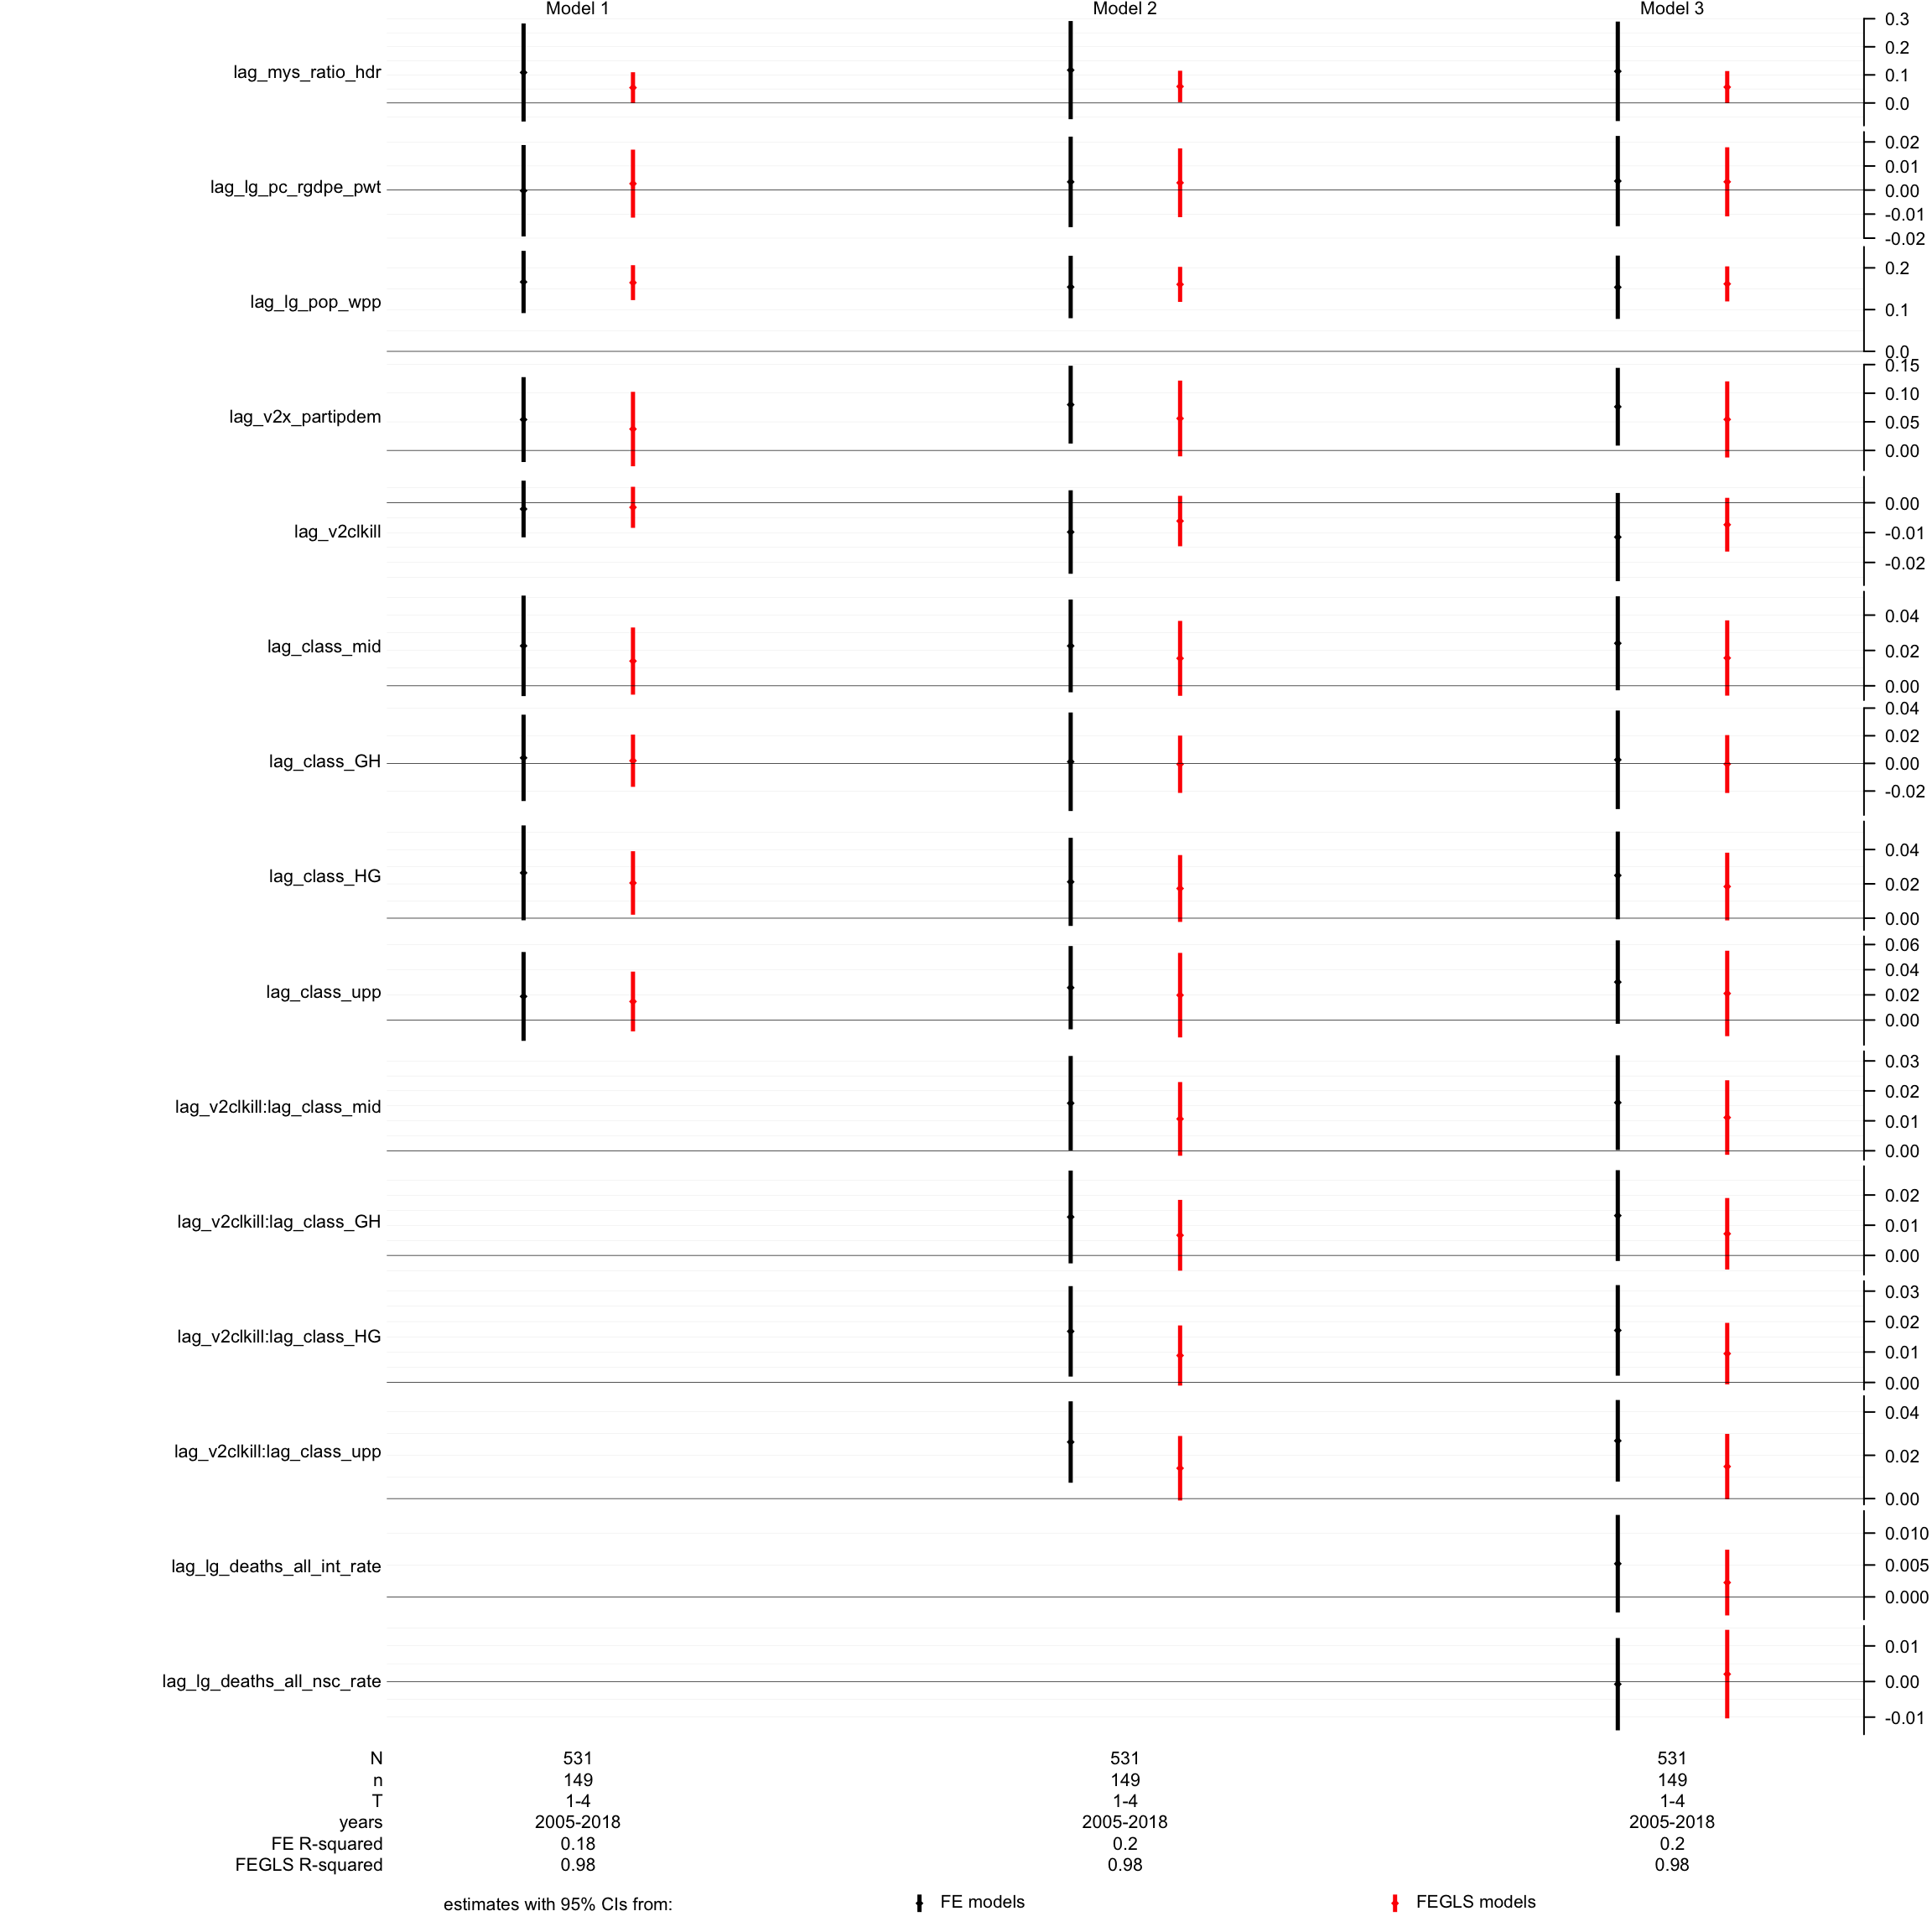 Model 1 Model 2 Model 3
lag_mys_ratio_hdr
0.3
0.2
0.1
0.0
lag_lg_pc_rgdpe_pwt
0.02
0.01
0.00
-0.01
-0.02
lag_lg_pop_wpp
0.2
0.1
0.0
lag_v2x_partipdem
0.15
0.10
0.05
0.00
lag_v2clkill
0.00
-0.01
-0.02
lag_class_mid
0.04
0.02
0.00
lag_class_GH
0.04
0.02
0.00
-0.02
lag_class_HG
0.04
0.02
0.00
lag_class_upp
0.06
0.04
0.02
0.00
lag_v2clkill:lag_class_mid
0.03
0.02
0.01
0.00
lag_v2clkill:lag_class_GH
0.02
0.01
0.00
lag_v2clkill:lag_class_HG
0.03
0.02
0.01
0.00
lag_v2clkill:lag_class_upp
0.04
0.02
0.00
lag_lg_deaths_all_int_rate
0.010
0.005
0.000
lag_lg_deaths_all_nsc_rate
0.01
0.00
-0.01
N 531 531 531
n 149 149 149
T 1-4 1-4 1-4
years 2005-2018 2005-2018 2005-2018
FE R-squared 0.18 0.2 0.2
FEGLS R-squared 0.98 0.98 0.98
estimates with 95% CIs from: FE models FEGLS models